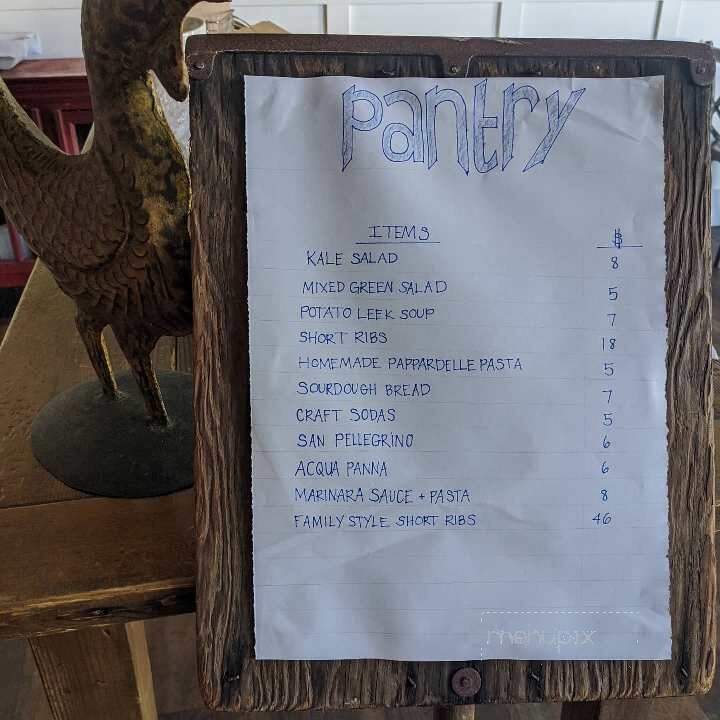 Pantry
ITEMS $
KALE SALAD 8
MIXED GREEN SALAD 5
POTATO LEEK SOUP 7
SHORT RIBS 18
HOMEMADE PAPPARDELLE PASTA 5
SOURDOUGH BREAD 7
CRAFT SODAS 5
SAN PELLEGRINO 6
ACQUA PANNA 6
MARINARA SAUCE + PASTA 8
FAMILY STYLE SHORT RIBS 46
menupix